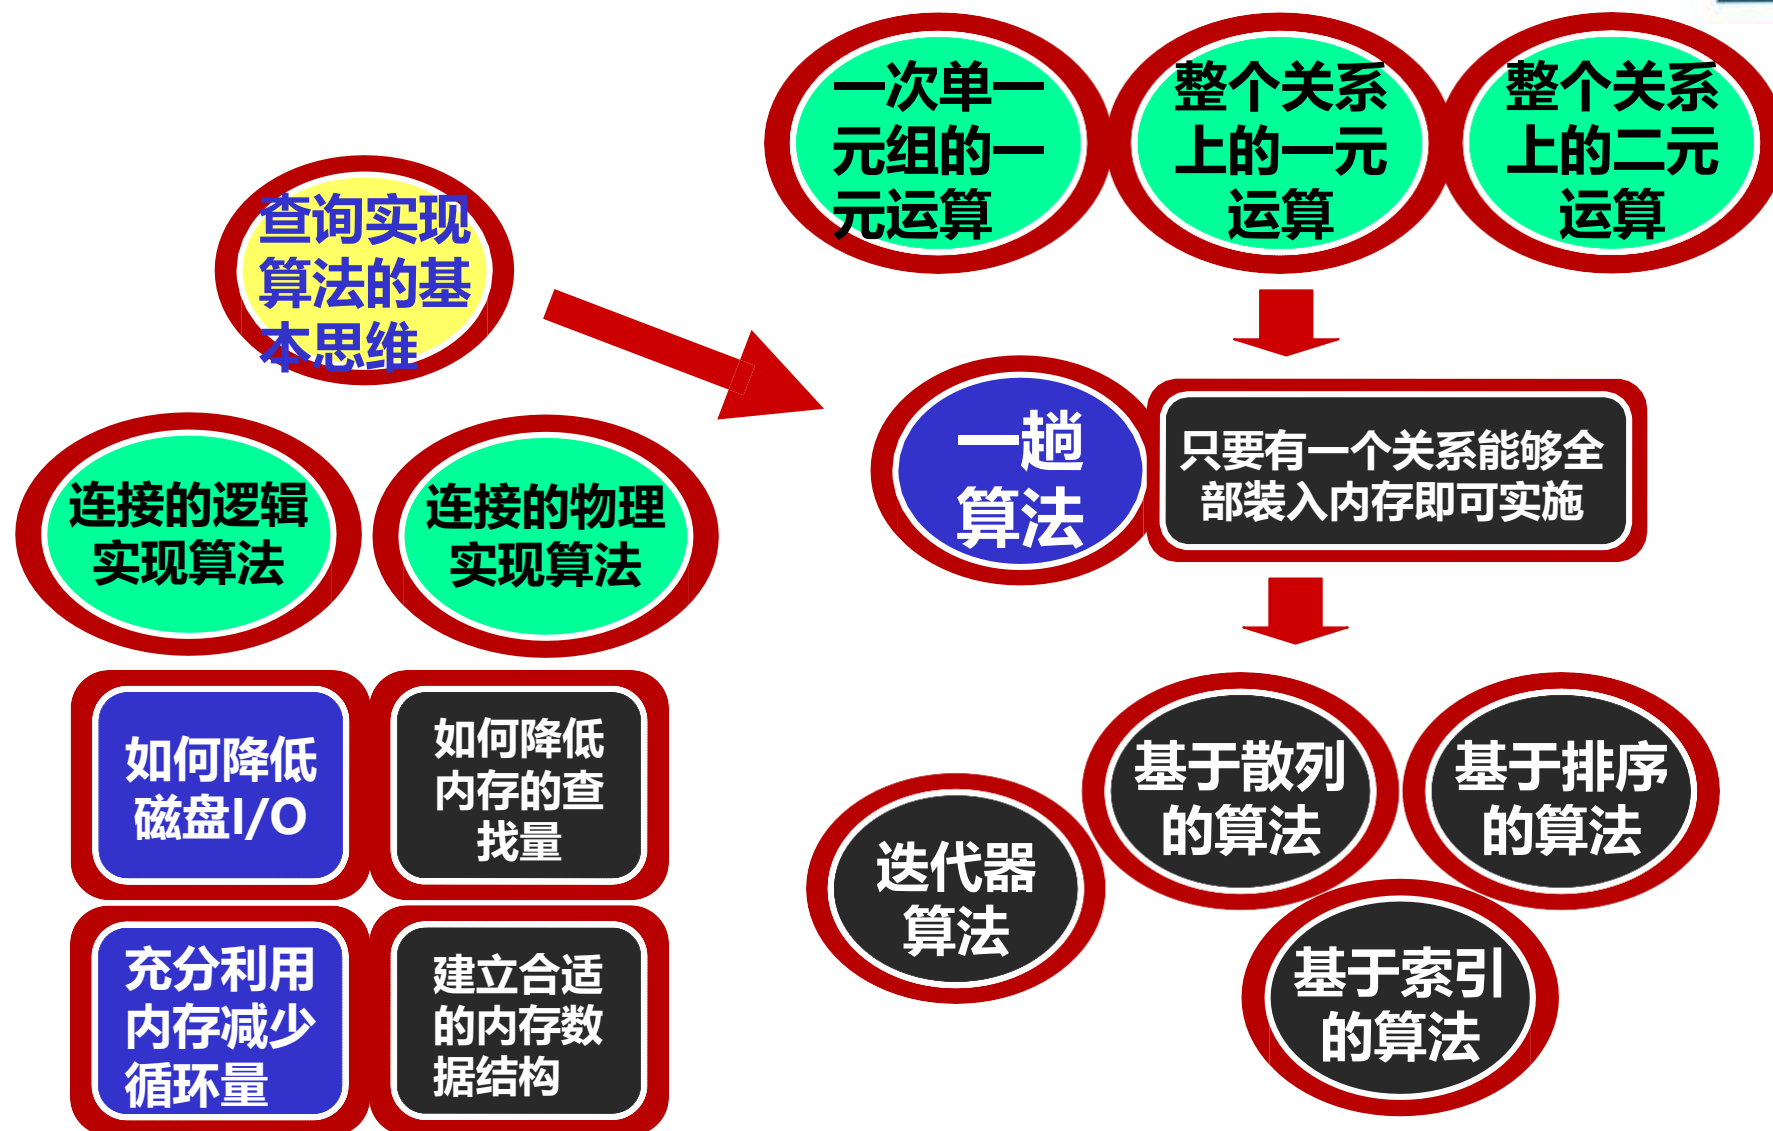 查询实现
算法的基
本思维
连接的逻辑
实现算法
连接的物理
实现算法
如何降低
磁盘I/O
如何降低
内存的查
找量
充分利用
内存减少
循环量
建立合适
的内存数
据结构
一次单一
元组的一
元运算
整个关系
上的一元
运算
整个关系
上的二元
运算
一趟
算法
只要有一个关系能够全
部装入内存即可实施
迭代器
算法
基于散列
的算法
基于排序
的算法
基于索引
的算法